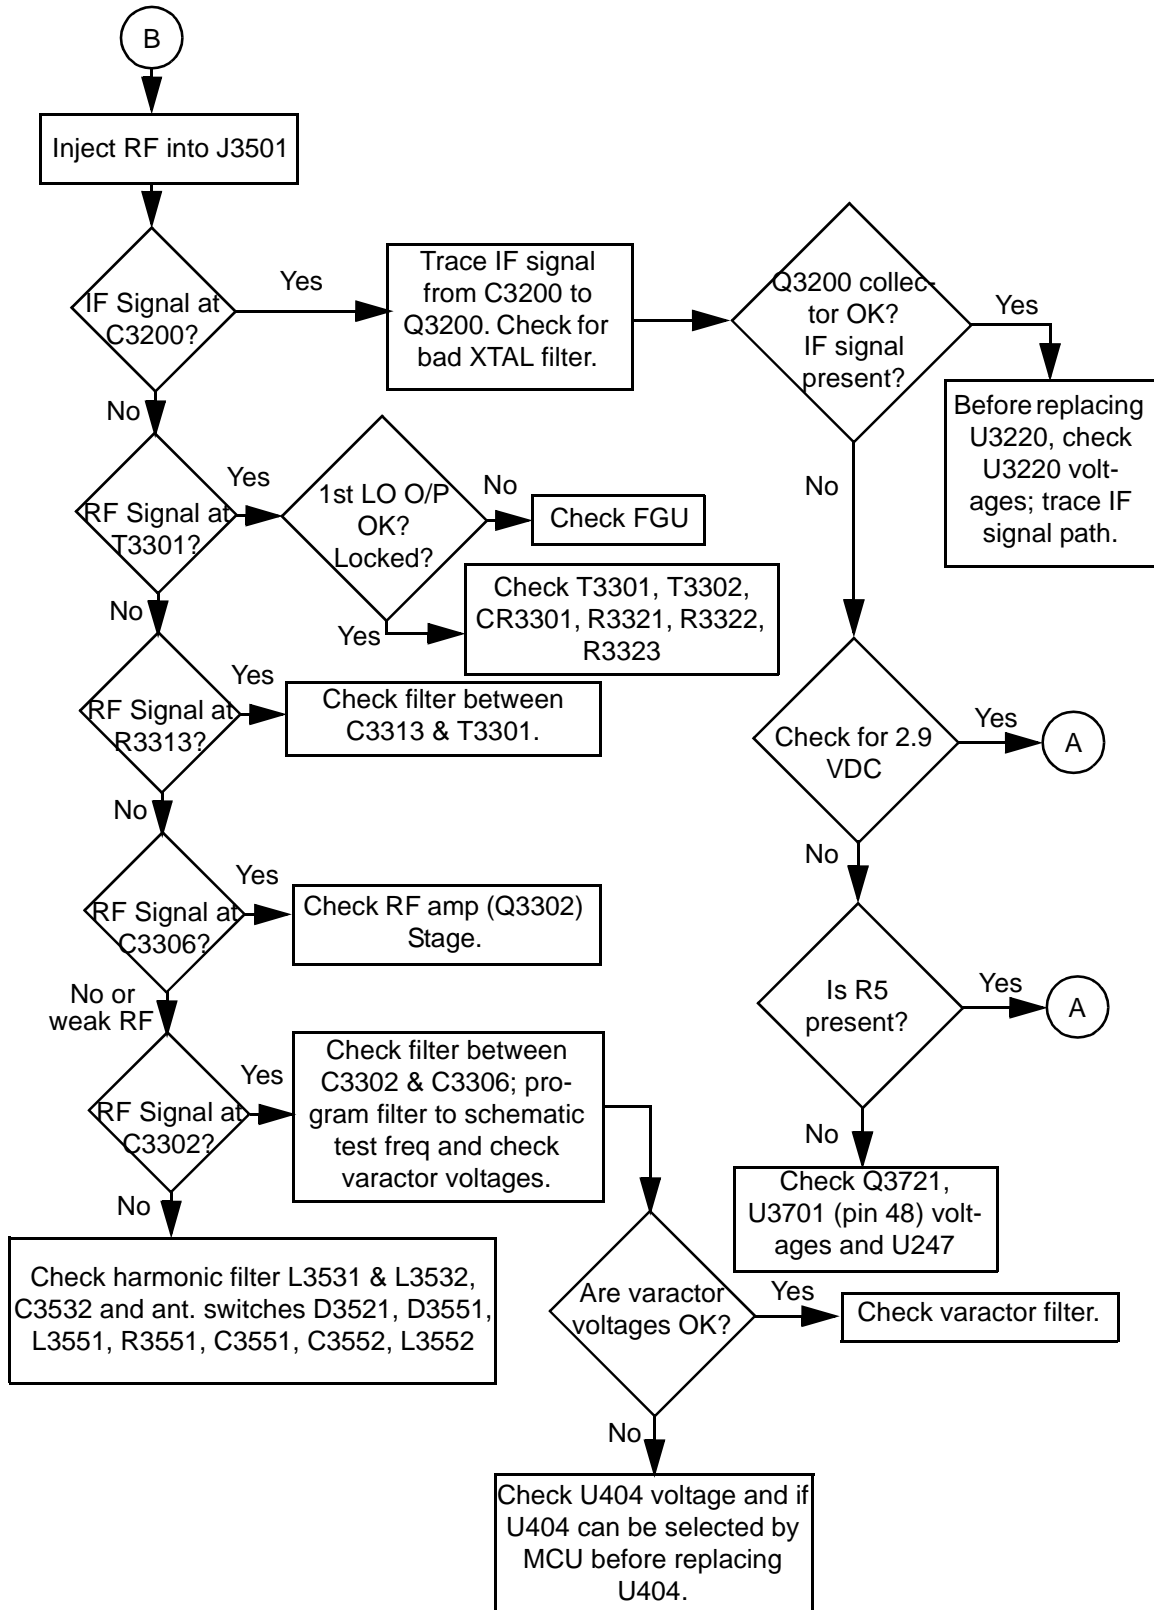 B
Inject RF into J3501
IF Signal at
C3200?
Yes
Trace IF signal
from C3200 to
Q3200. Check for
bad XTAL filter.
Q3200 collec-
tor OK?
IF signal
present?
Yes
Before replacing
U3220, check
U3220 volt-
ages; trace IF
signal path.
No
No
RF Signal at
T3301?
Yes
1st LO O/P
OK?
Locked?
No
Check FGU
Yes
Check T3301, T3302,
CR3301, R3321, R3322,
R3323
No
RF Signal at
R3313?
Yes
Check filter between
C3313 & T3301.
Check for 2.9
VDC
Yes
A
No
No
RF Signal at
C3306?
Yes
Check RF amp (Q3302)
Stage.
Is R5
present?
Yes
A
No or
weak RF
RF Signal at
C3302?
Yes
Check filter between
C3302 & C3306; pro-
gram filter to schematic
test freq and check
varactor voltages.
No
Check Q3721,
U3701 (pin 48) volt-
ages and U247
No
Check harmonic filter L3531 & L3532,
C3532 and ant. switches D3521, D3551,
L3551, R3551, C3551, C3552, L3552
Are varactor
voltages OK?
Yes
Check varactor filter.
No
Check U404 voltage and if
U404 can be selected by
MCU before replacing
U404.